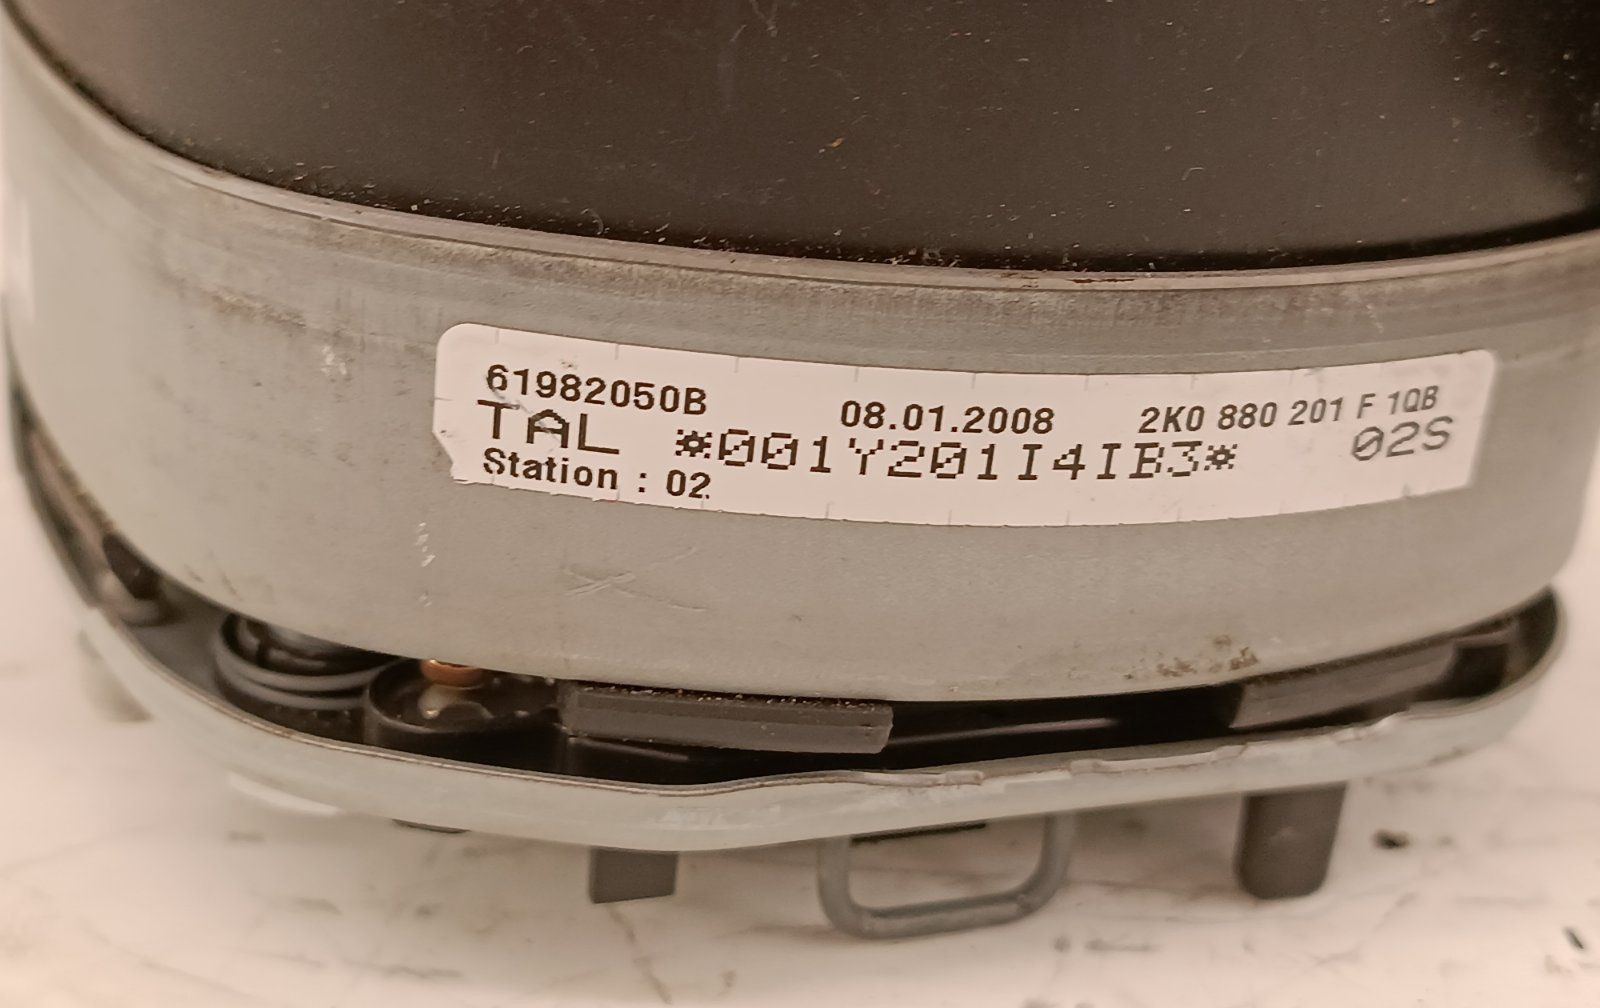 61982050B 08.01.2008 2K0 880 201 F 1QB
TAL *001Y201I4IB3* 02S
Station : 02